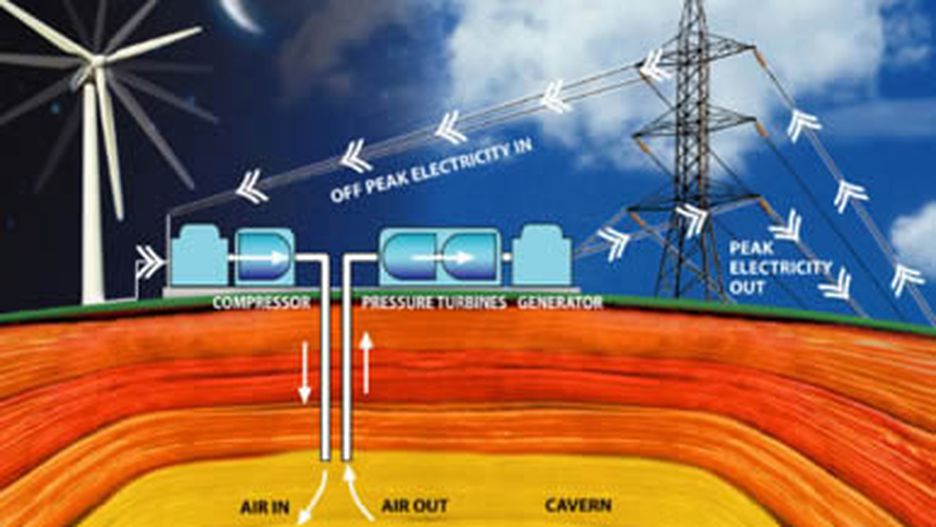 OFF PEAK ELECTRICITY IN
PEAK
ELECTRICITY
OUT
COMPRESSOR
PRESSURE TURBINES
GENERATOR
AIR IN
AIR OUT
CAVERN